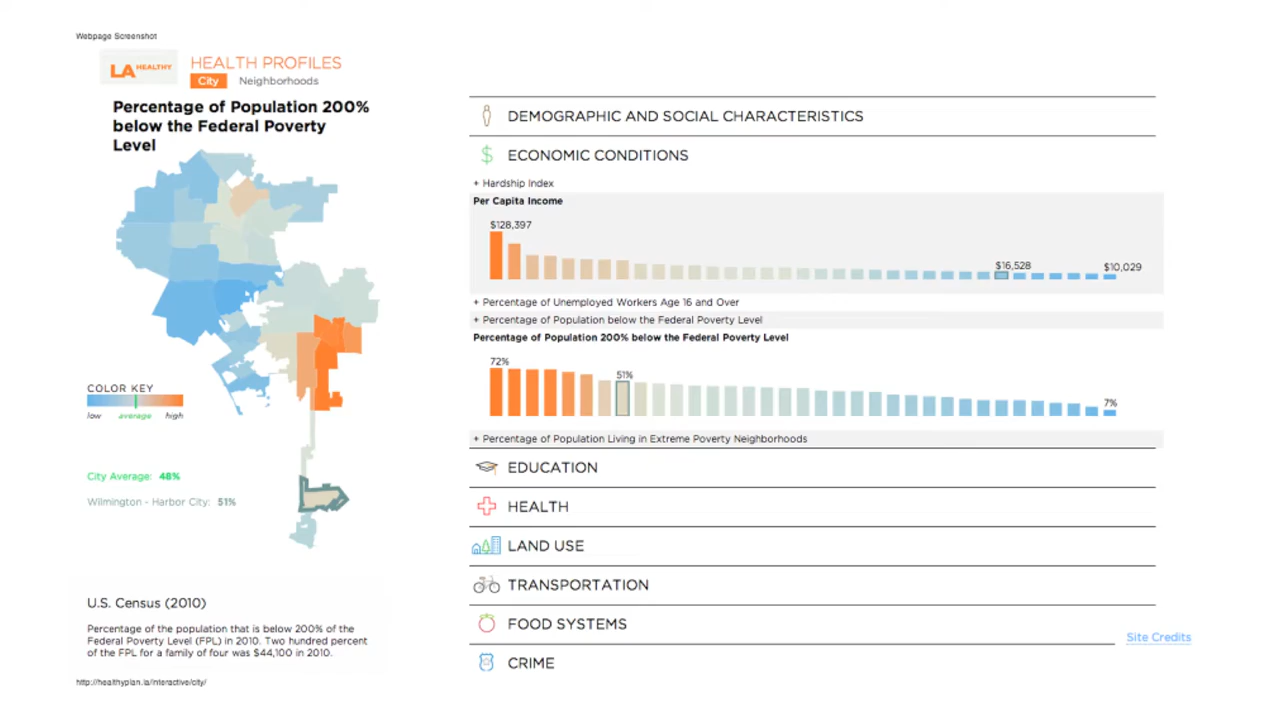 Webpage Screenshot
LA HEALTHY
HEALTH PROFILES
City Neighborhoods
Percentage of Population 200%
below the Federal Poverty
Level
COLOR KEY
low average high
City Average: 48%
Wilmington - Harbor City: 51%
U.S. Census (2010)
Percentage of the population that is below 200% of the
Federal Poverty Level (FPL) in 2010. Two hundred percent
of the FPL for a family of four was $44,100 in 2010.
http://healthyplan.la/interactive/city/
DEMOGRAPHIC AND SOCIAL CHARACTERISTICS
$ ECONOMIC CONDITIONS
+ Hardship Index
Per Capita Income
$128,397
$16,528
$10,029
+ Percentage of Unemployed Workers Age 16 and Over
+ Percentage of Population below the Federal Poverty Level
Percentage of Population 200% below the Federal Poverty Level
72%
51%
7%
+ Percentage of Population Living in Extreme Poverty Neighborhoods
EDUCATION
HEALTH
LAND USE
TRANSPORTATION
FOOD SYSTEMS
Site Credits
CRIME